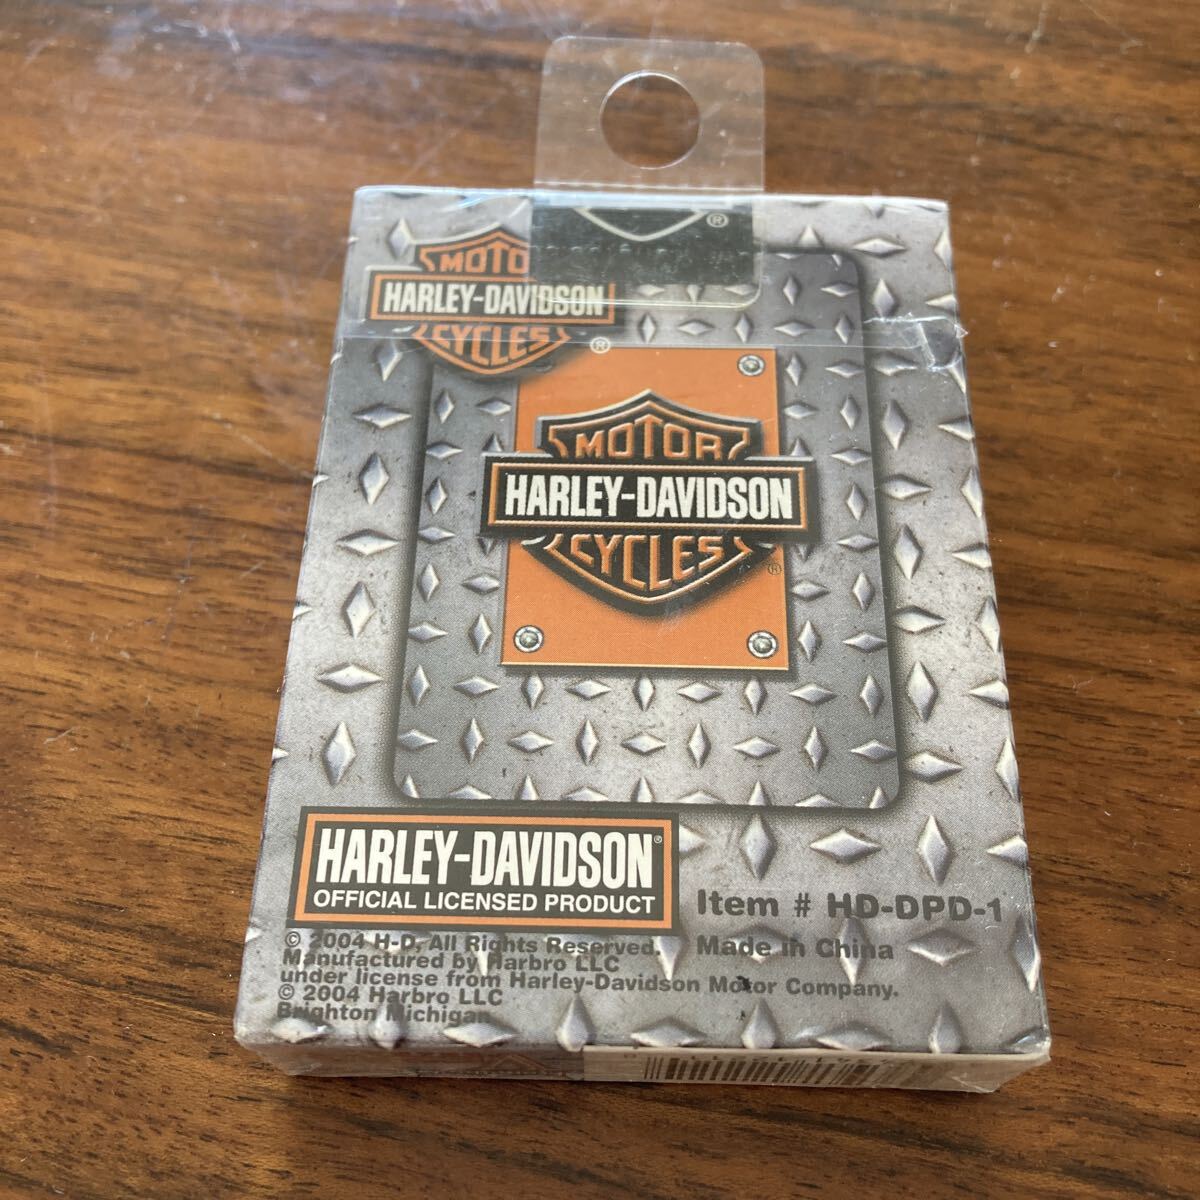 ®
MOTO
HARLEY-DAVIDSON
CYCLES
®
MOTOR
HARLEY-DAVIDSON
CYCLES
®
HARLEY-DAVIDSON®
OFFICIAL LICENSED PRODUCT
Item # HD-DPD-1
© 2004 H-D, All Rights Reserved. Made in China
Manufactured by Harbro LLC
under license from Harley-Davidson Motor Company.
© 2004 Harbro LLC
Brighton Michigan